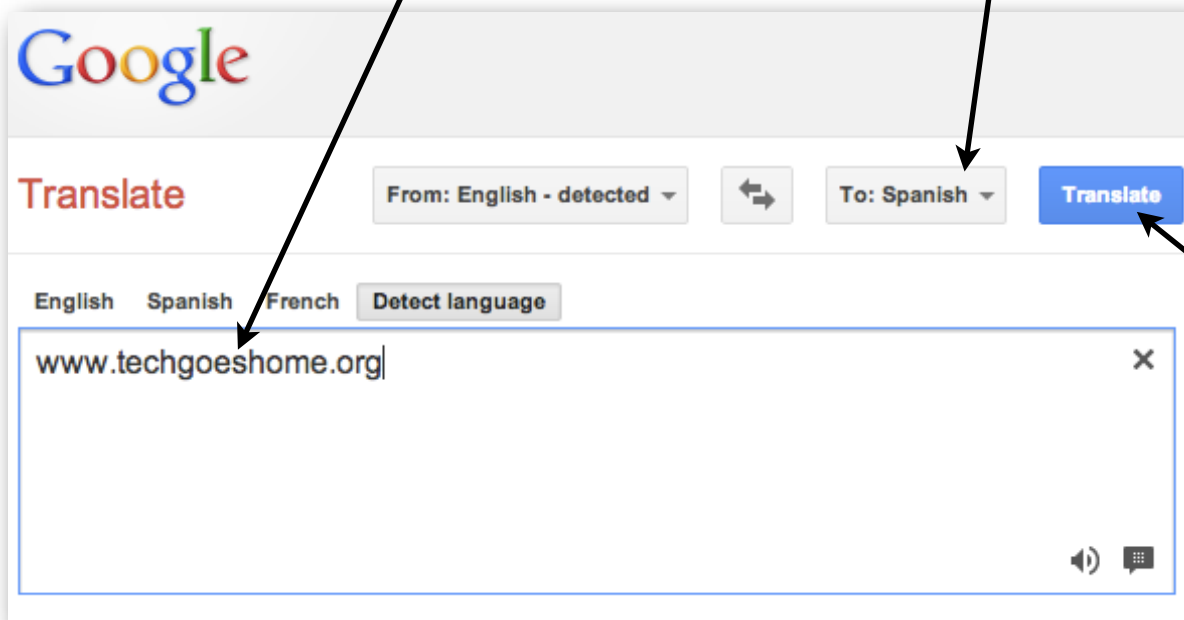 Google
Translate From: English - detected To: Spanish Translate
English Spanish French Detect language
www.techgoeshome.org